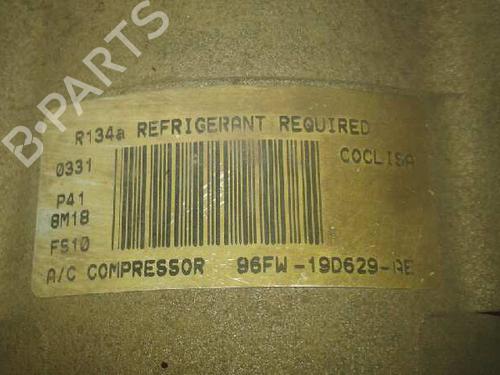 B-PARTS
R134a REFRIGERANT REQUIRED
0331
COCLISA
P41
8M18
FS10
A/C COMPRESSOR 96FW-19D629-AE